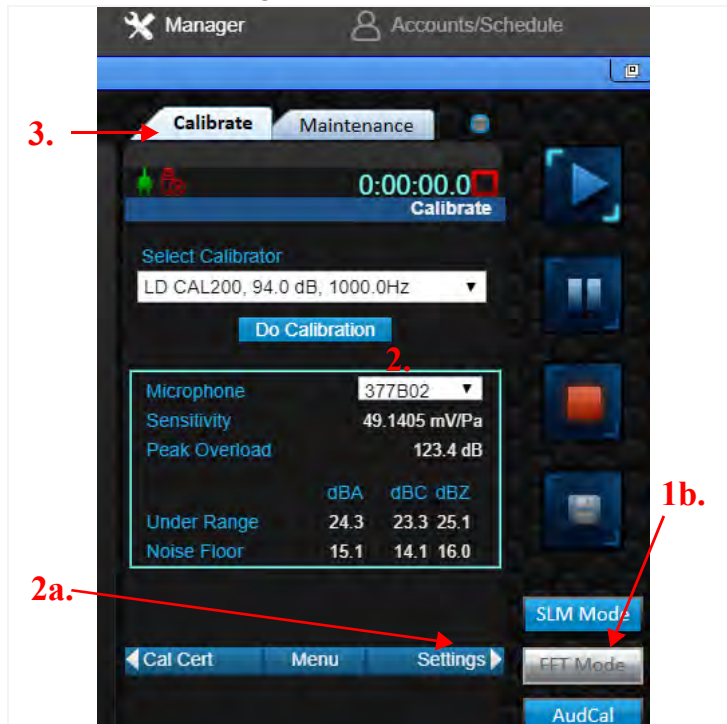 Manager Accounts/Schedule
3. Calibrate Maintenance
0:00:00.0
Calibrate
Select Calibrator
LD CAL200, 94.0 dB, 1000.0Hz
Do Calibration
2.
Microphone 377B02
Sensitivity 49.1405 mV/Pa
Peak Overload 123.4 dB
dBA dBC dBZ
1b.
Under Range 24.3 23.3 25.1
Noise Floor 15.1 14.1 16.0
2a.
SLM Mode
Cal Cert Menu Settings FFT Mode
AudCal